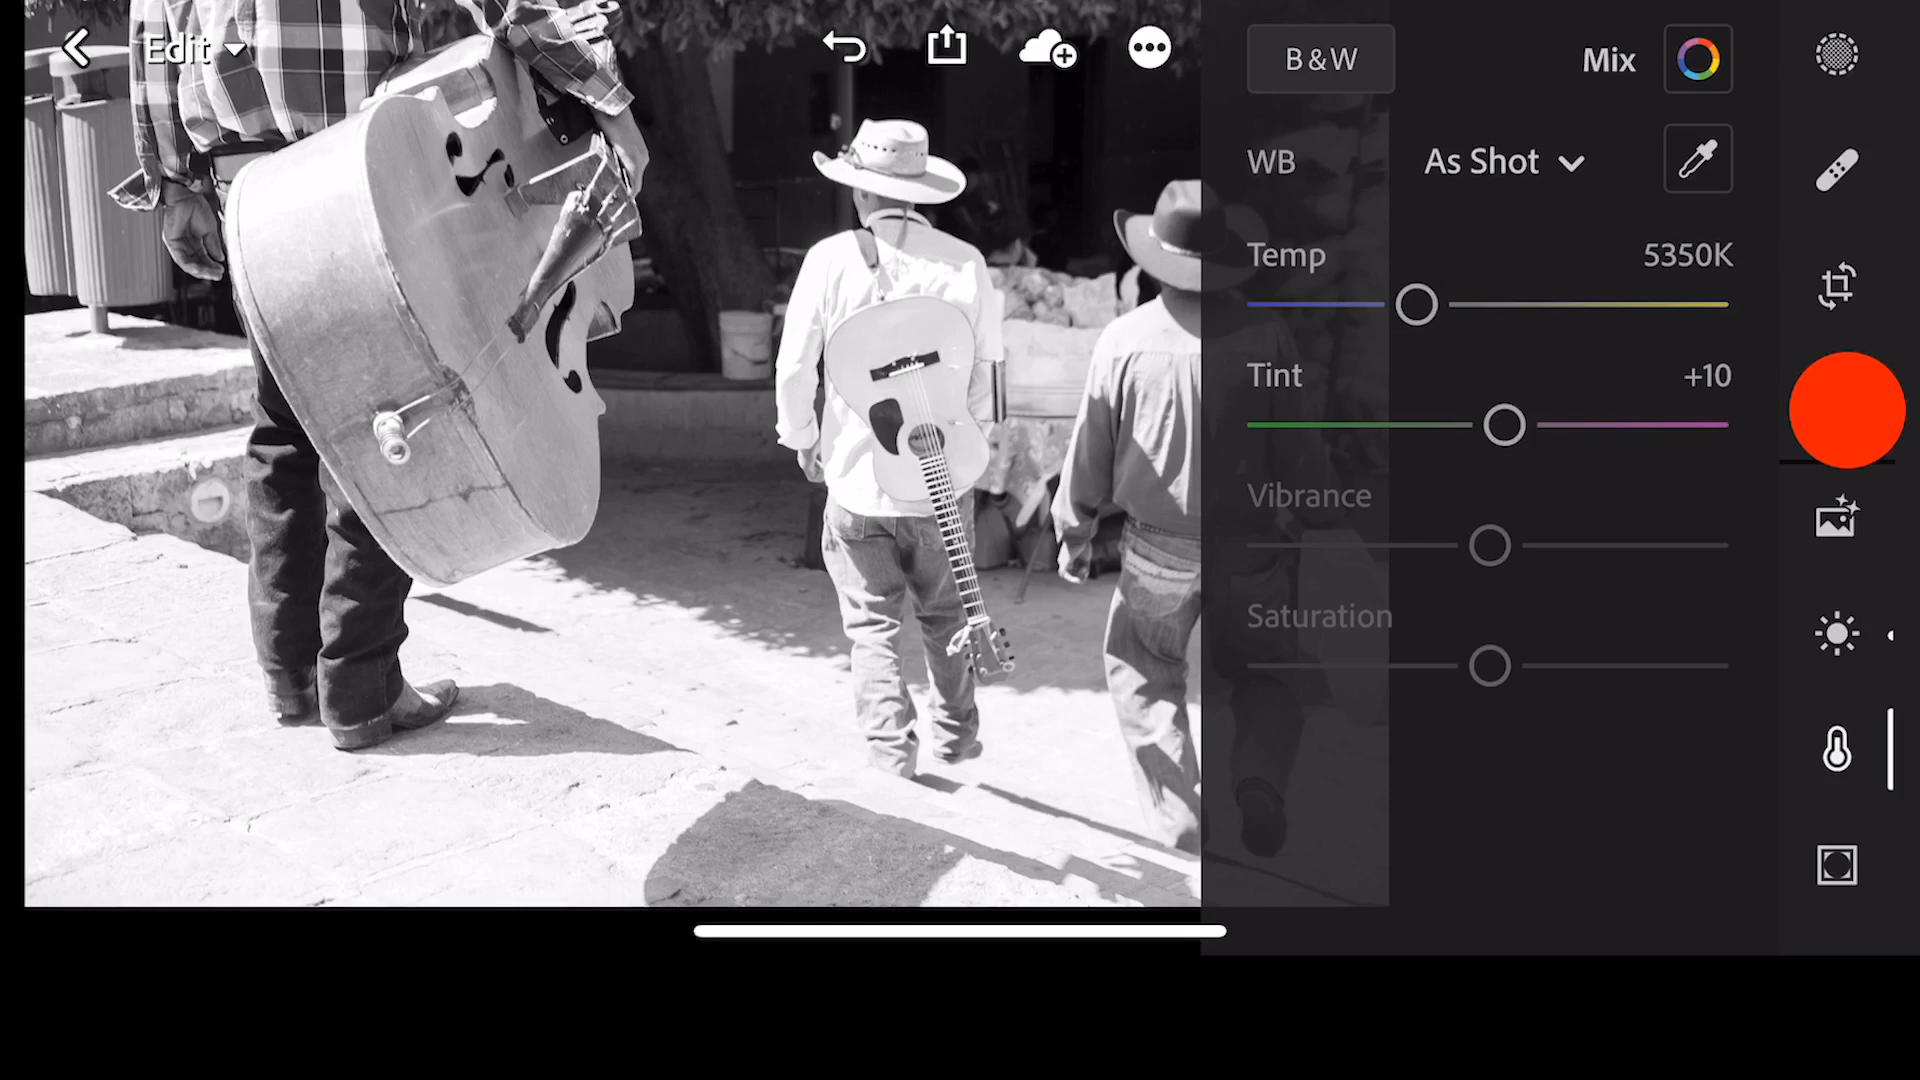 Edit
B&W
Mix
WB
As Shot
Temp
5350K
Tint
+10
Vibrance
Saturation